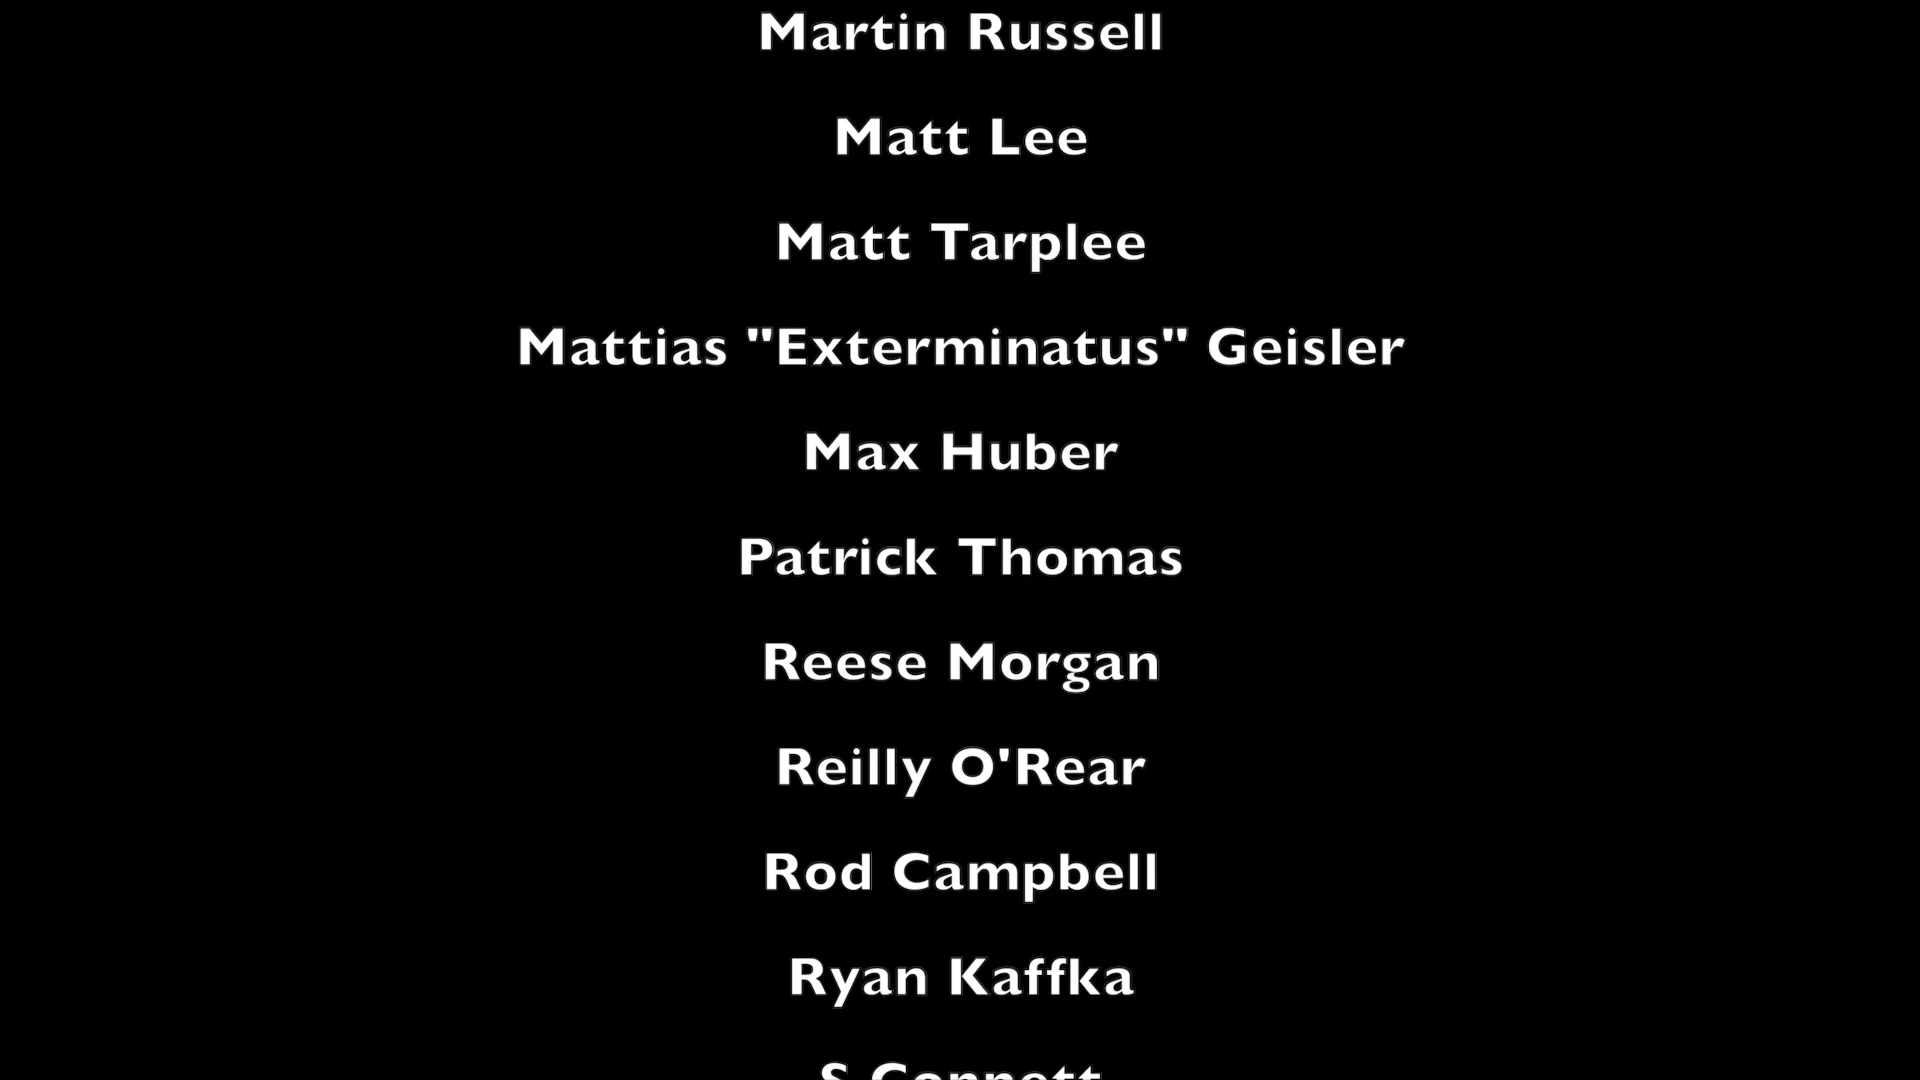 Martin Russell
Matt Lee
Matt Tarplee
Mattias "Exterminatus" Geisler
Max Huber
Patrick Thomas
Reese Morgan
Reilly O'Rear
Rod Campbell
Ryan Kaffka
S Connett